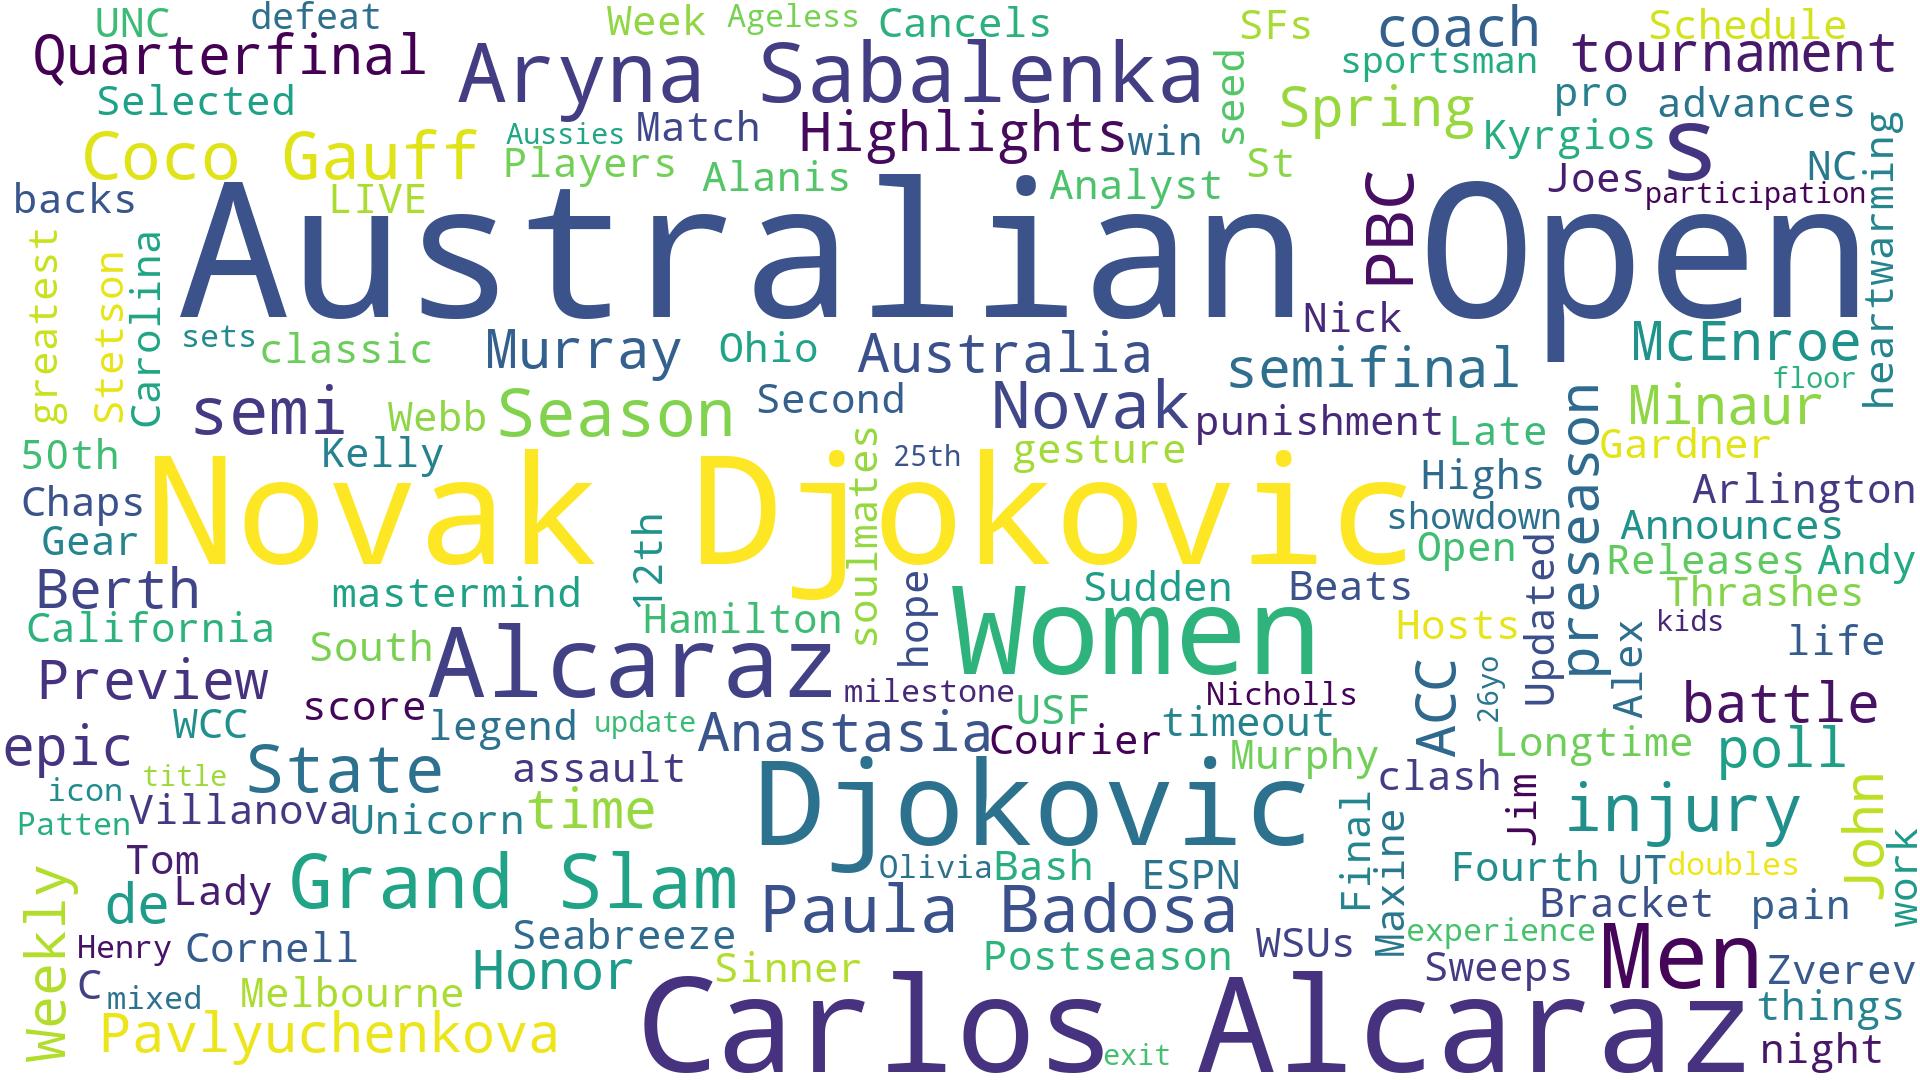 UNC
defeat
Week
Ageless
Cancels
SFs
coach
Schedule
Quarterfinal
Aryna Sabalenka
seed
sportsman
tournament
Selected
Spring
pro
advances
Coco Gauff
Aussies
Match
Highlights
win
Kyrgios
s
heartwarming
Players
Alanis
Analyst
St
PBC
Joes
NC
participation
backs
LIVE
Australian Open
greatest
Stetson
Carolina
sets
classic
Murray
Ohio
Australia
Nick
semifinal
McEnroe
floor
semi
Webb
Season
Second
Novak
punishment
Late
preseason
Minaur
Gardner
50th
Kelly
soulmates
25th
gesture
Highs
Arlington
Chaps
Novak Djokovic
showdown
Announces
Gear
12th
Open
Updated
Releases
Andy
Berth
mastermind
hope
Women
Sudden
Beats
Thrashes
California
South
Hamilton
Hosts
kids
life
Preview
Alcaraz
milestone
Nicholls
ACC
26yo
Alex
battle
score
WCC
legend
update
Anastasia
USF
Courier
timeout
Longtime
poll
epic
State
assault
Djokovic
Murphy
clash
Jim
injury
John
icon
title
Patten
Villanova
Unicorn
time
Final
Maxine
work
Tom
Lady
de
Grand Slam
Olivia
Bash
ESPN
Fourth
UT
doubles
Weekly
Paula Badosa
Bracket
pain
Henry
Cornell
Seabreeze
Postseason
WSUs
experience
Men
C
mixed
Melbourne
Honor
Sinner
Sweeps
Zverev
Pavlyuchenkova
Carlos Alcaraz
exit
things
night